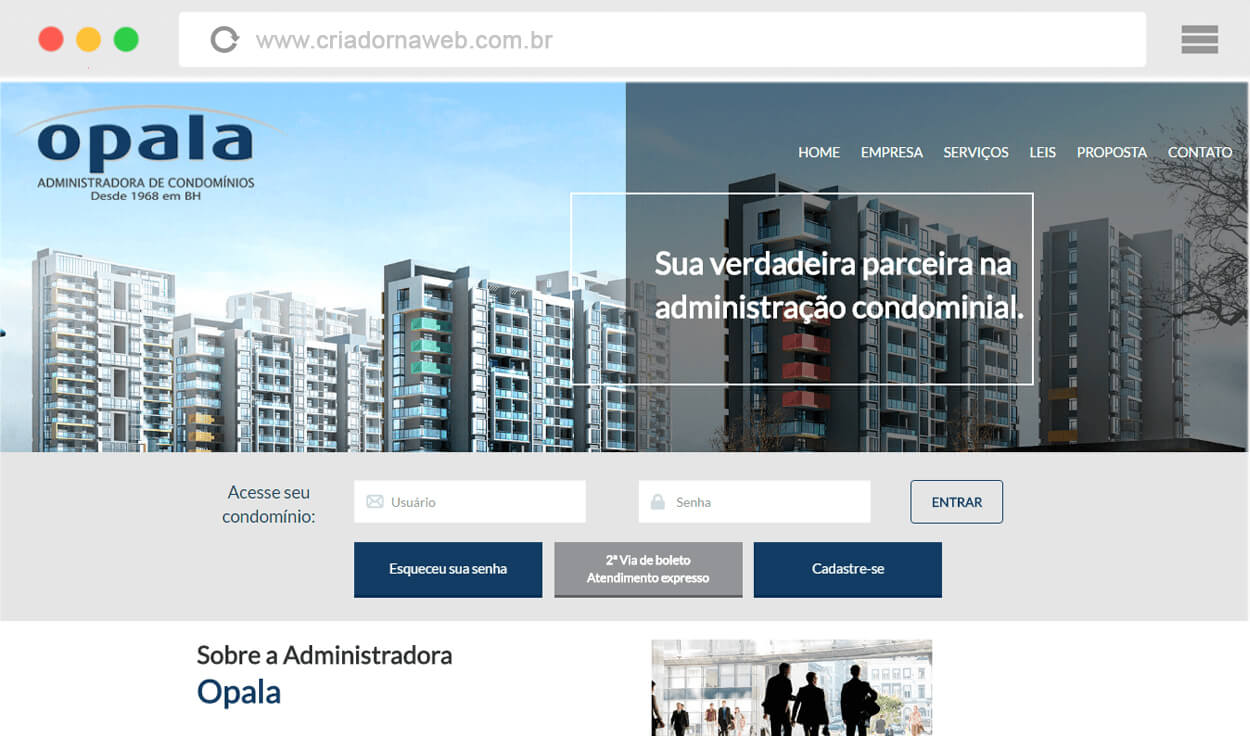 www.criadornaweb.com.br
opala
ADMINISTRADORA DE CONDOMÍNIOS
Desde 1968 em BH
HOME EMPRESA SERVIÇOS LEIS PROPOSTA CONTATO
Sua verdadeira parceira na
administração condominial.
Acesse seu
condomínio:
Usuário
Senha
ENTRAR
Esqueceu sua senha
2ª Via de boleto
Atendimento expresso
Cadastre-se
Sobre a Administradora
Opala